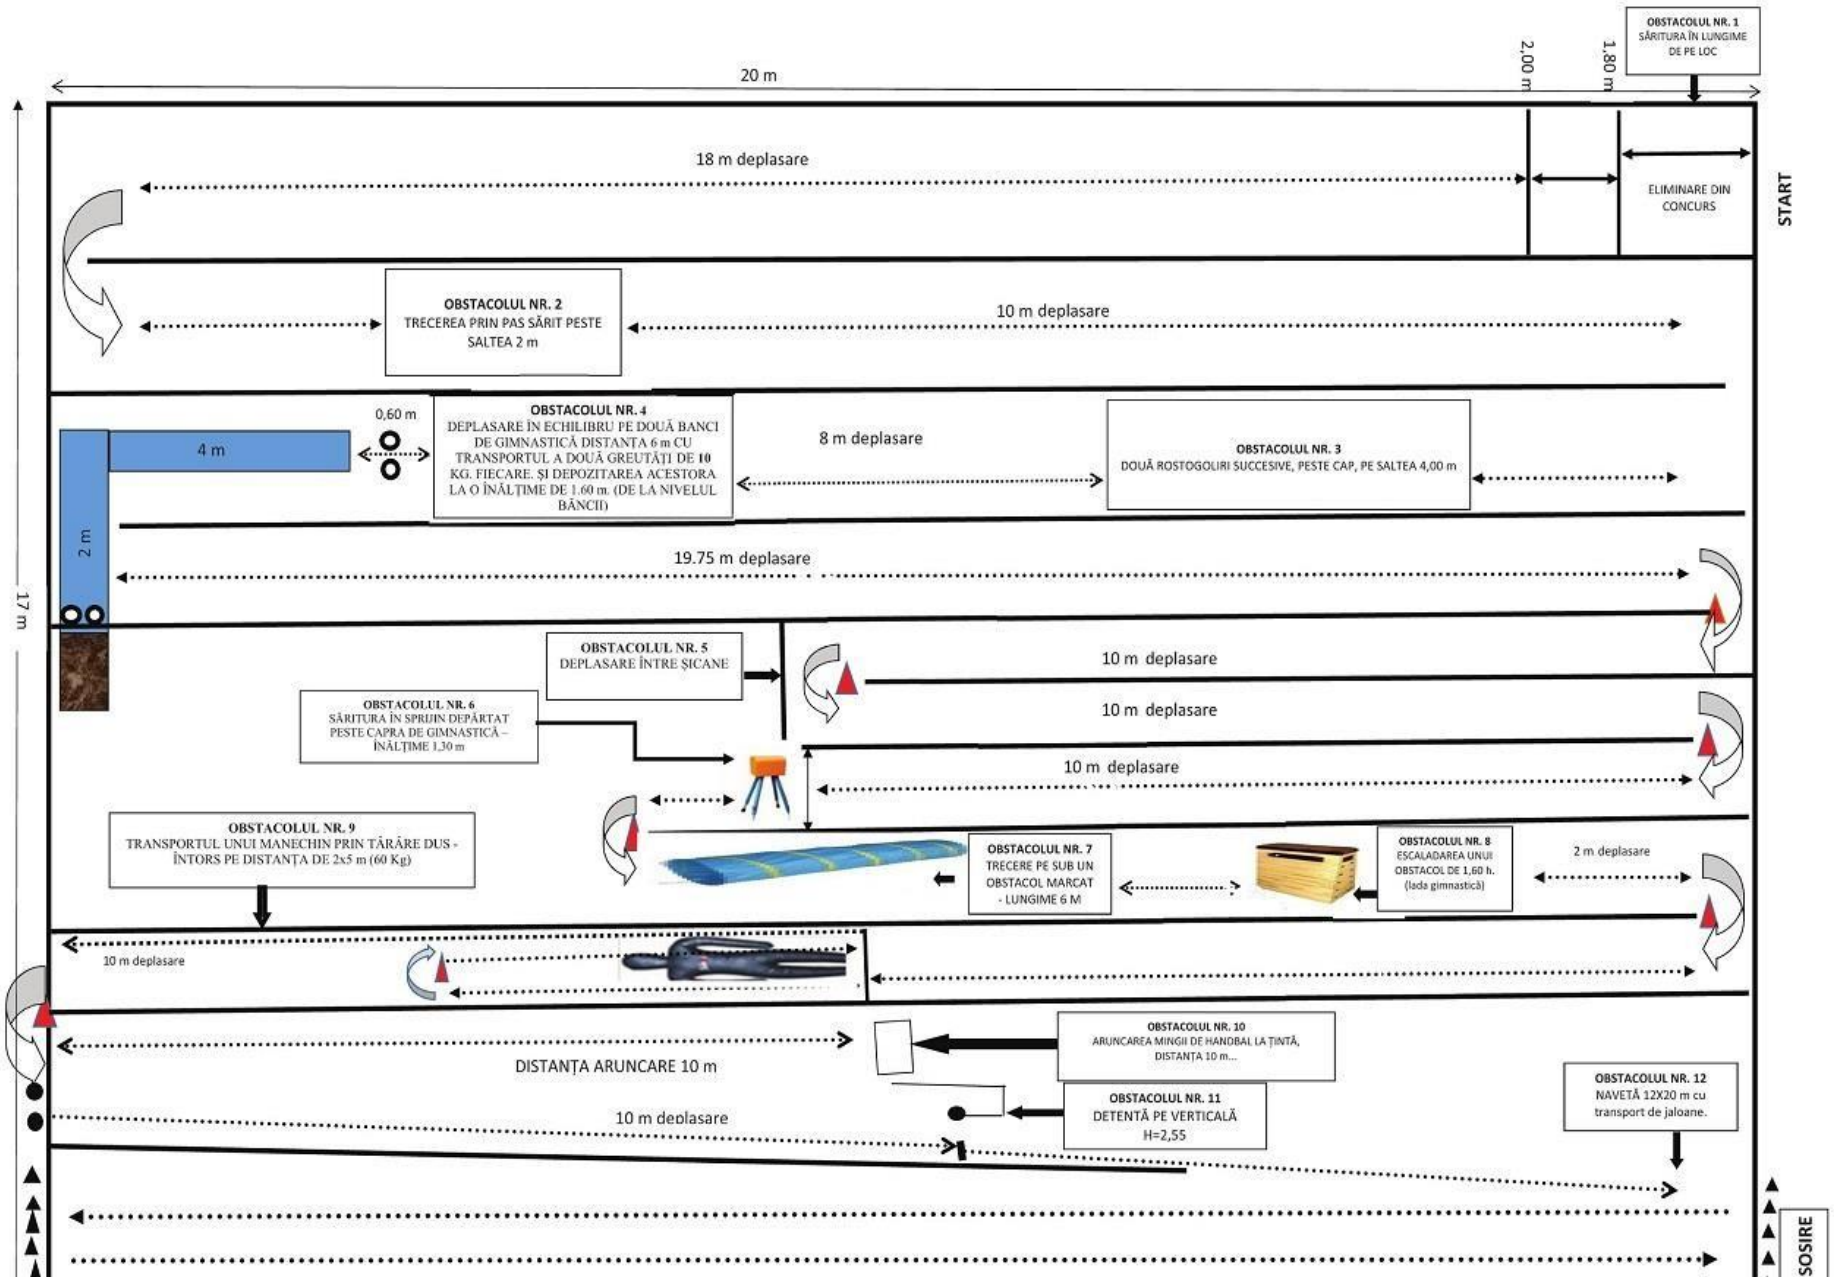 OBSTACOLUL NR. 1
SĂRITURA ÎN LUNGIME
DE PE LOC
20 m
2,00 m
1,80 m
18 m deplasare
ELIMINARE DIN
CONCURS
START
OBSTACOLUL NR. 2
TRECEREA PRIN PAS SĂRIT PESTE
SALTEA 2 m
10 m deplasare
0,60 m
4 m
2 m
OBSTACOLUL NR. 4
DEPLASARE ÎN ECHILIBRU PE DOUĂ BANCI
DE GIMNASTICĂ DISTANȚA 6 m CU
TRANSPORTUL A DOUĂ GREUTĂȚI DE 10
KG. FIECARE. ȘI DEPOZITAREA ACESTORA
LA O ÎNĂLȚIME DE 1.60 m. (DE LA NIVELUL
BĂNCII)
8 m deplasare
OBSTACOLUL NR. 3
DOUĂ ROSTOGOLIRI SUCCESIVE, PESTE CAP, PE SALTEA 4,00 m
19.75 m deplasare
17 m
OBSTACOLUL NR. 5
DEPLASARE ÎNTRE ȘICANE
10 m deplasare
OBSTACOLUL NR. 6
SĂRITURA ÎN SPRIJIN DEPĂRTAT
PESTE CAPRA DE GIMNASTICĂ –
ÎNĂLȚIME 1,30 m
10 m deplasare
10 m deplasare
OBSTACOLUL NR. 9
TRANSPORTUL UNUI MANECHIN PRIN TĂRÂRE DUS -
ÎNTORS PE DISTANȚA DE 2x5 m (60 Kg)
OBSTACOLUL NR. 7
TRECERE PE SUB UN
OBSTACOL MARCAT
- LUNGIME 6 M
OBSTACOLUL NR. 8
ESCALADAREA UNUI
OBSTACOL DE 1,60 h.
(lada gimnastică)
2 m deplasare
10 m deplasare
DISTANȚA ARUNCARE 10 m
OBSTACOLUL NR. 10
ARUNCAREA MINGII DE HANDBAL LA ȚINTĂ,
DISTANȚA 10 m...
10 m deplasare
OBSTACOLUL NR. 11
DETENTĂ PE VERTICALĂ
H=2,55
OBSTACOLUL NR. 12
NAVETĂ 12X20 m cu
transport de jaloane.
SOSIRE